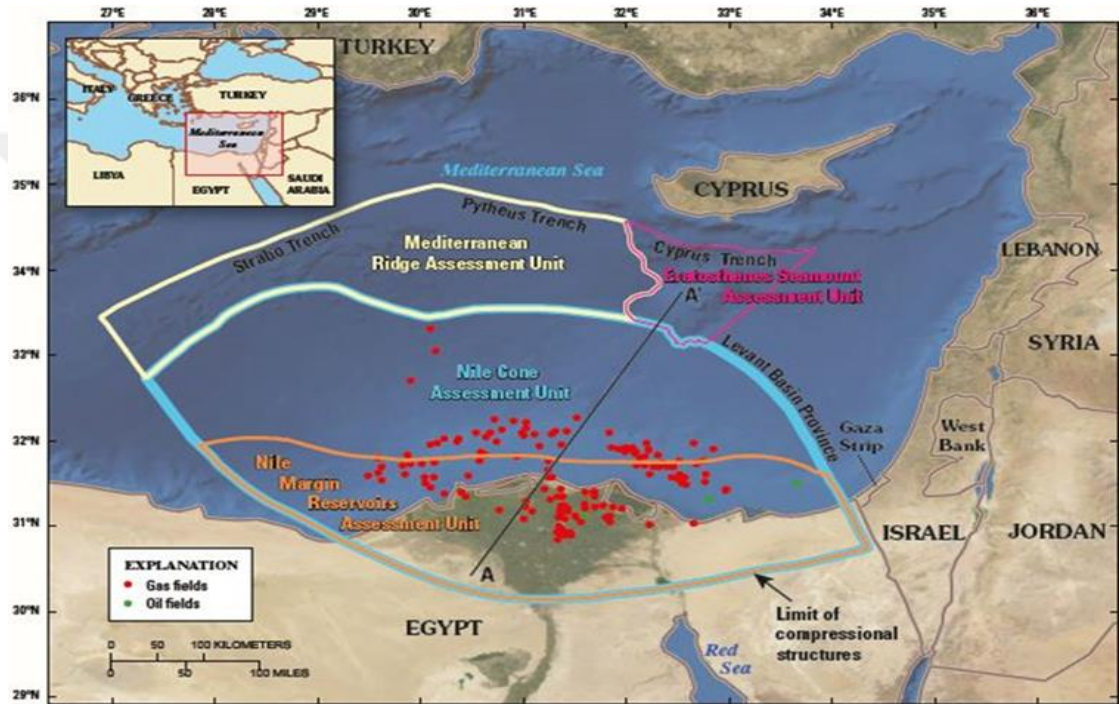 27°E 28°E 29°E 30°E 31°E 32°E 33°E 34°E 35°E 36°E
TURKEY
ITALY
GREECE
TURKEY
Mediterranean
Sea
LIBYA
EGYPT
SAUDI
ARABIA
36°N
35°N
34°N
33°N
32°N
31°N
30°N
29°N
Mediterranean Sea
CYPRUS
Strabo Trench
Pytheus Trench
Mediterranean
Ridge Assessment Unit
Cyprus Trench
Eratoshenes Seamount
Assessment Unit
A'
LEBANON
SYRIA
Levant Basin Province
Nile Cone
Assessment Unit
Gaza
Strip
West
Bank
Nile
Margin
Reservoirs
Assessment Unit
ISRAEL
JORDAN
A
EXPLANATION
Gas fields
Oil fields
0 50 100 KILOMETERS
0 50 100 MILES
EGYPT
Limit of
compressional
structures
Red
Sea